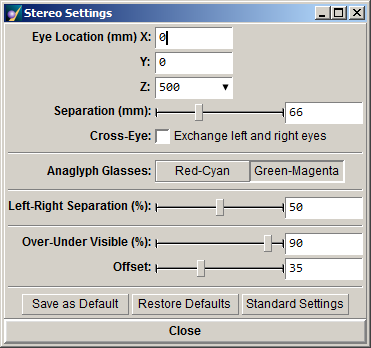 Stereo Settings
Eye Location (mm) X: 0
Y: 0
Z: 500
Separation (mm): 66
Cross-Eye: Exchange left and right eyes
Anaglyph Glasses: Red-Cyan Green-Magenta
Left-Right Separation (%): 50
Over-Under Visible (%): 90
Offset: 35
Save as Default Restore Defaults Standard Settings
Close